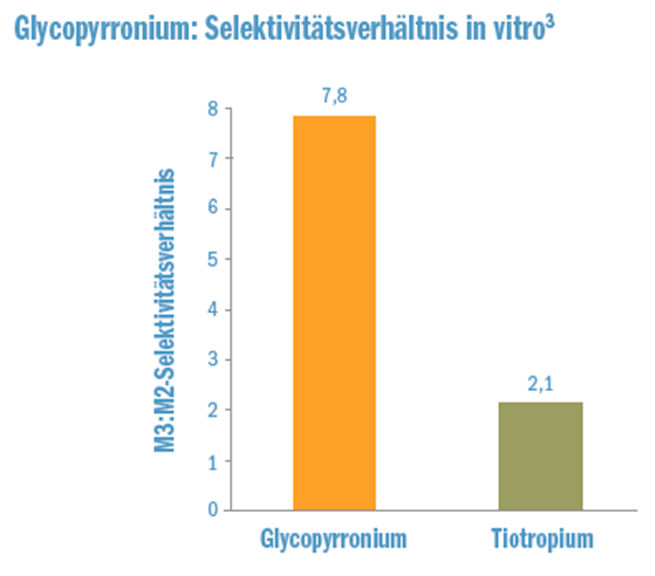 Glycopyrronium: Selektivitätsverhältnis in vitro³
7,8
8
7
6
5
4
3
2
1
0
M3:M2-Selektivitätsverhältnis
2,1
Glycopyrronium
Tiotropium